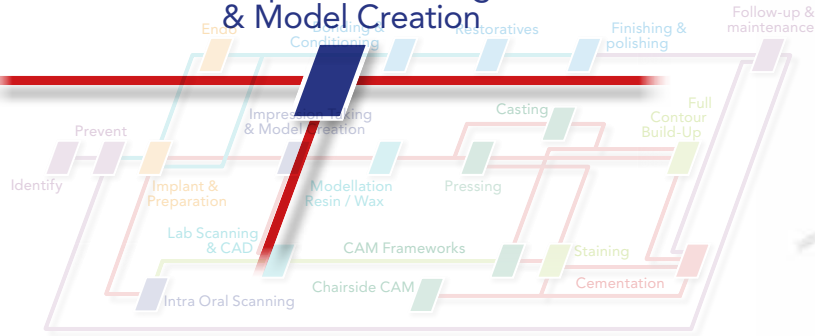 & Model Creation
Follow-up &
maintenance
Endo
Bonding &
Conditioning
Restoratives
Finishing &
polishing
Prevent
Impression Taking
& Model Creation
Casting
Full
Contour
Build-Up
Identify
Implant &
Preparation
Modellation
Resin / Wax
Pressing
Lab Scanning
& CAD
CAM Frameworks
Staining
Cementation
Intra Oral Scanning
Chairside CAM